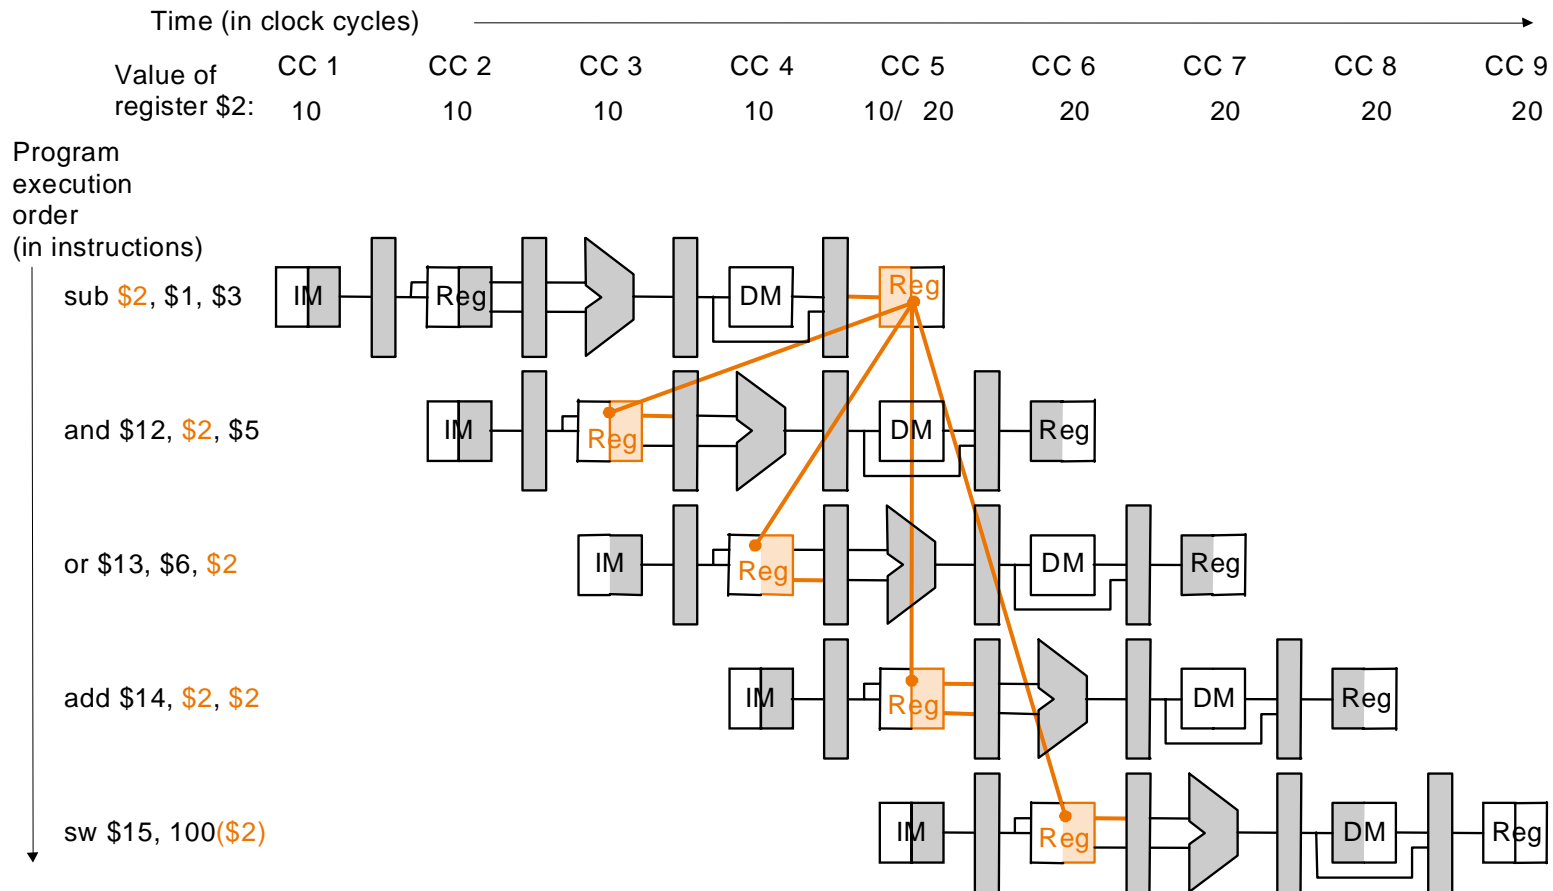 Time (in clock cycles)
CC 1 CC 2 CC 3 CC 4 CC 5 CC 6 CC 7 CC 8 CC 9
Value of
register $2: 10 10 10 10 10/ 20 20 20 20 20
Program
execution
order
(in instructions)
sub $2, $1, $3 IM Reg DM Reg
and $12, $2, $5 IM Reg DM Reg
or $13, $6, $2 IM Reg DM Reg
add $14, $2, $2 IM Reg DM Reg
sw $15, 100($2) IM Reg DM Reg